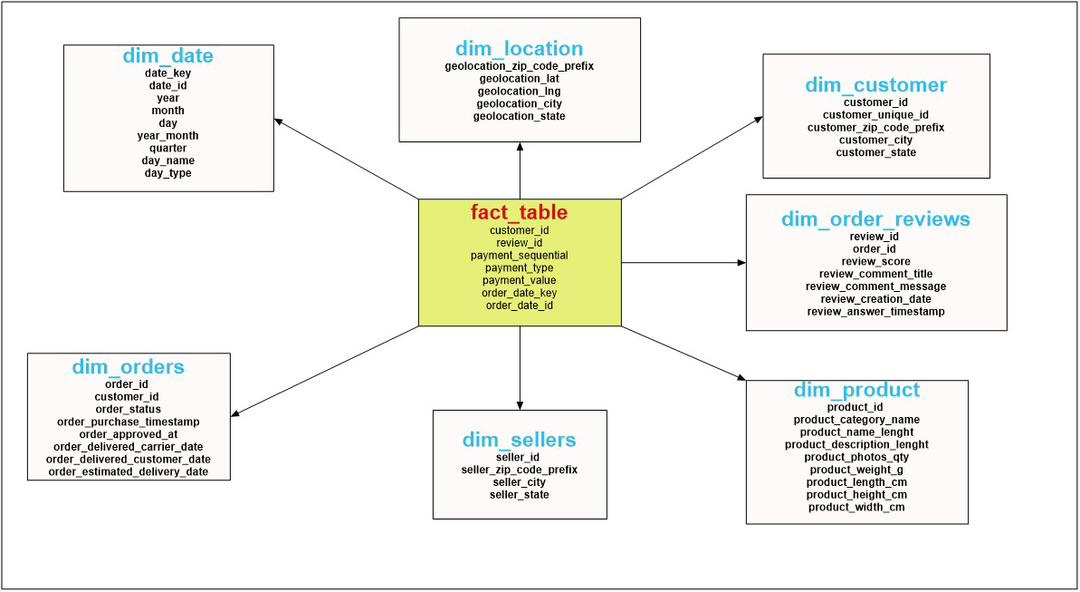 dim_date
date_key
date_id
year
month
day
year_month
quarter
day_name
day_type
dim_location
geolocation_zip_code_prefix
geolocation_lat
geolocation_lng
geolocation_city
geolocation_state
dim_customer
customer_id
customer_unique_id
customer_zip_code_prefix
customer_city
customer_state
fact_table
customer_id
review_id
payment_sequential
payment_type
payment_value
order_date_key
order_date_id
dim_order_reviews
review_id
order_id
review_score
review_comment_title
review_comment_message
review_creation_date
review_answer_timestamp
dim_orders
order_id
customer_id
order_status
order_purchase_timestamp
order_approved_at
order_delivered_carrier_date
order_delivered_customer_date
order_estimated_delivery_date
dim_sellers
seller_id
seller_zip_code_prefix
seller_city
seller_state
dim_product
product_id
product_category_name
product_name_lenght
product_description_lenght
product_photos_qty
product_weight_g
product_length_cm
product_height_cm
product_width_cm